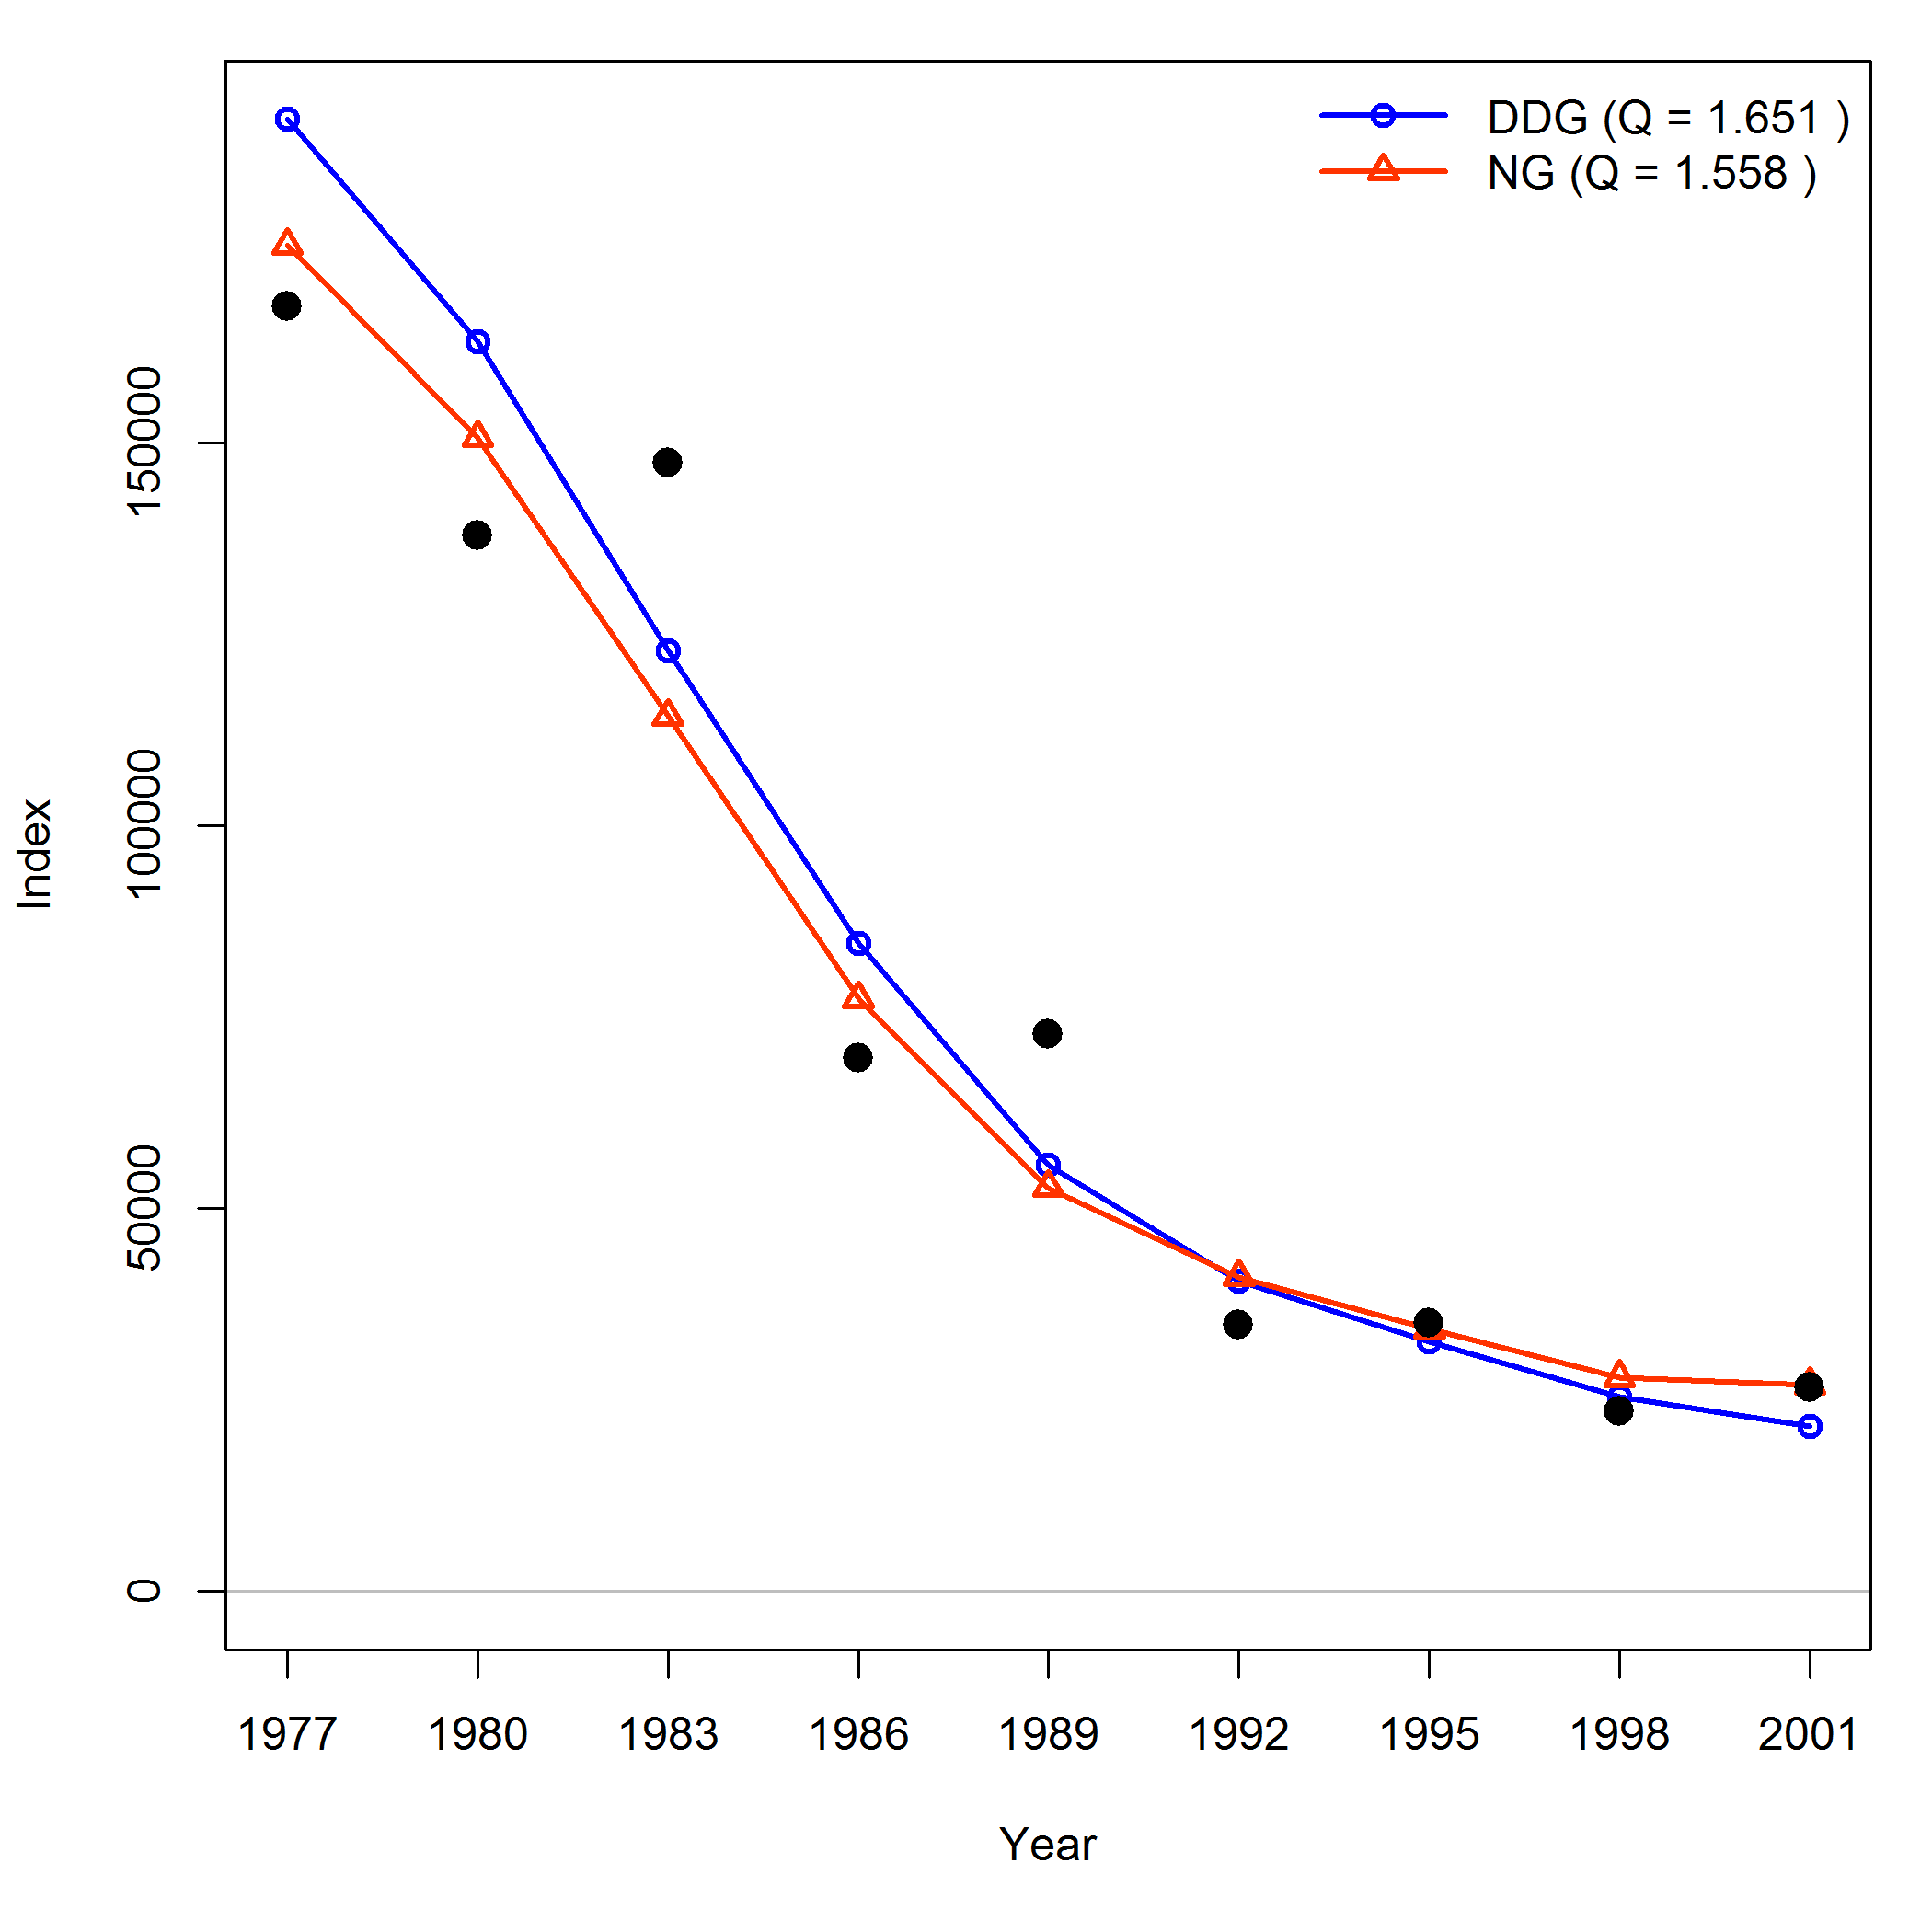 DDG (Q = 1.651 )
NG (Q = 1.558 )
150000
100000
50000
0
Index
1977 1980 1983 1986 1989 1992 1995 1998 2001
Year